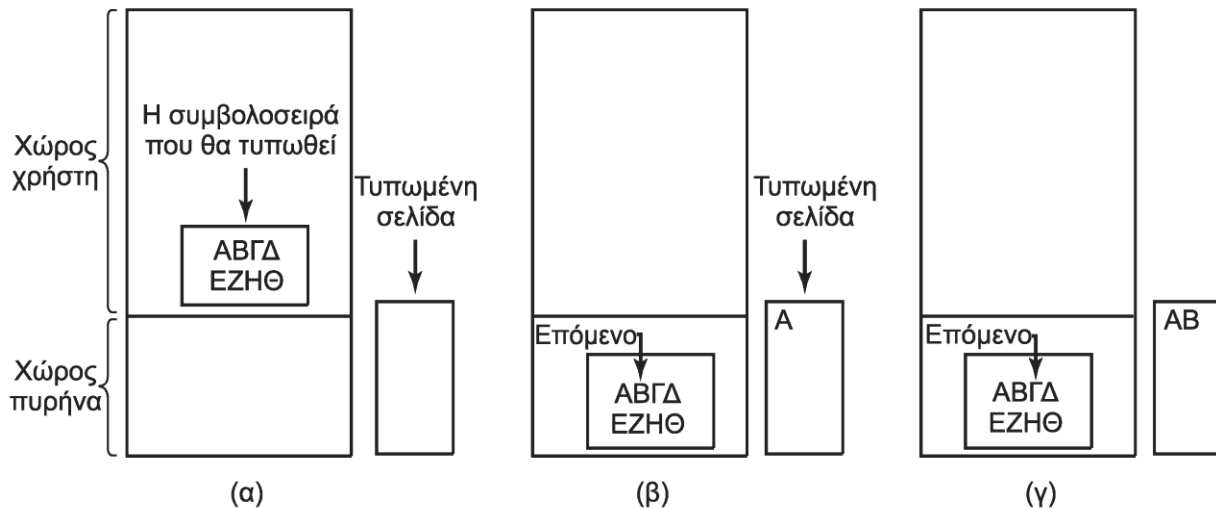 Χώρος
χρήστη
Η συμβολοσειρά
που θα τυπωθεί
ΑΒΓΔ
ΕΖΗΘ
Τυπωμένη
σελίδα
Χώρος
πυρήνα
(α)
Τυπωμένη
σελίδα
Α
Επόμενο
ΑΒΓΔ
ΕΖΗΘ
(β)
Επόμενο
ΑΒΓΔ
ΕΖΗΘ
ΑΒ
(γ)